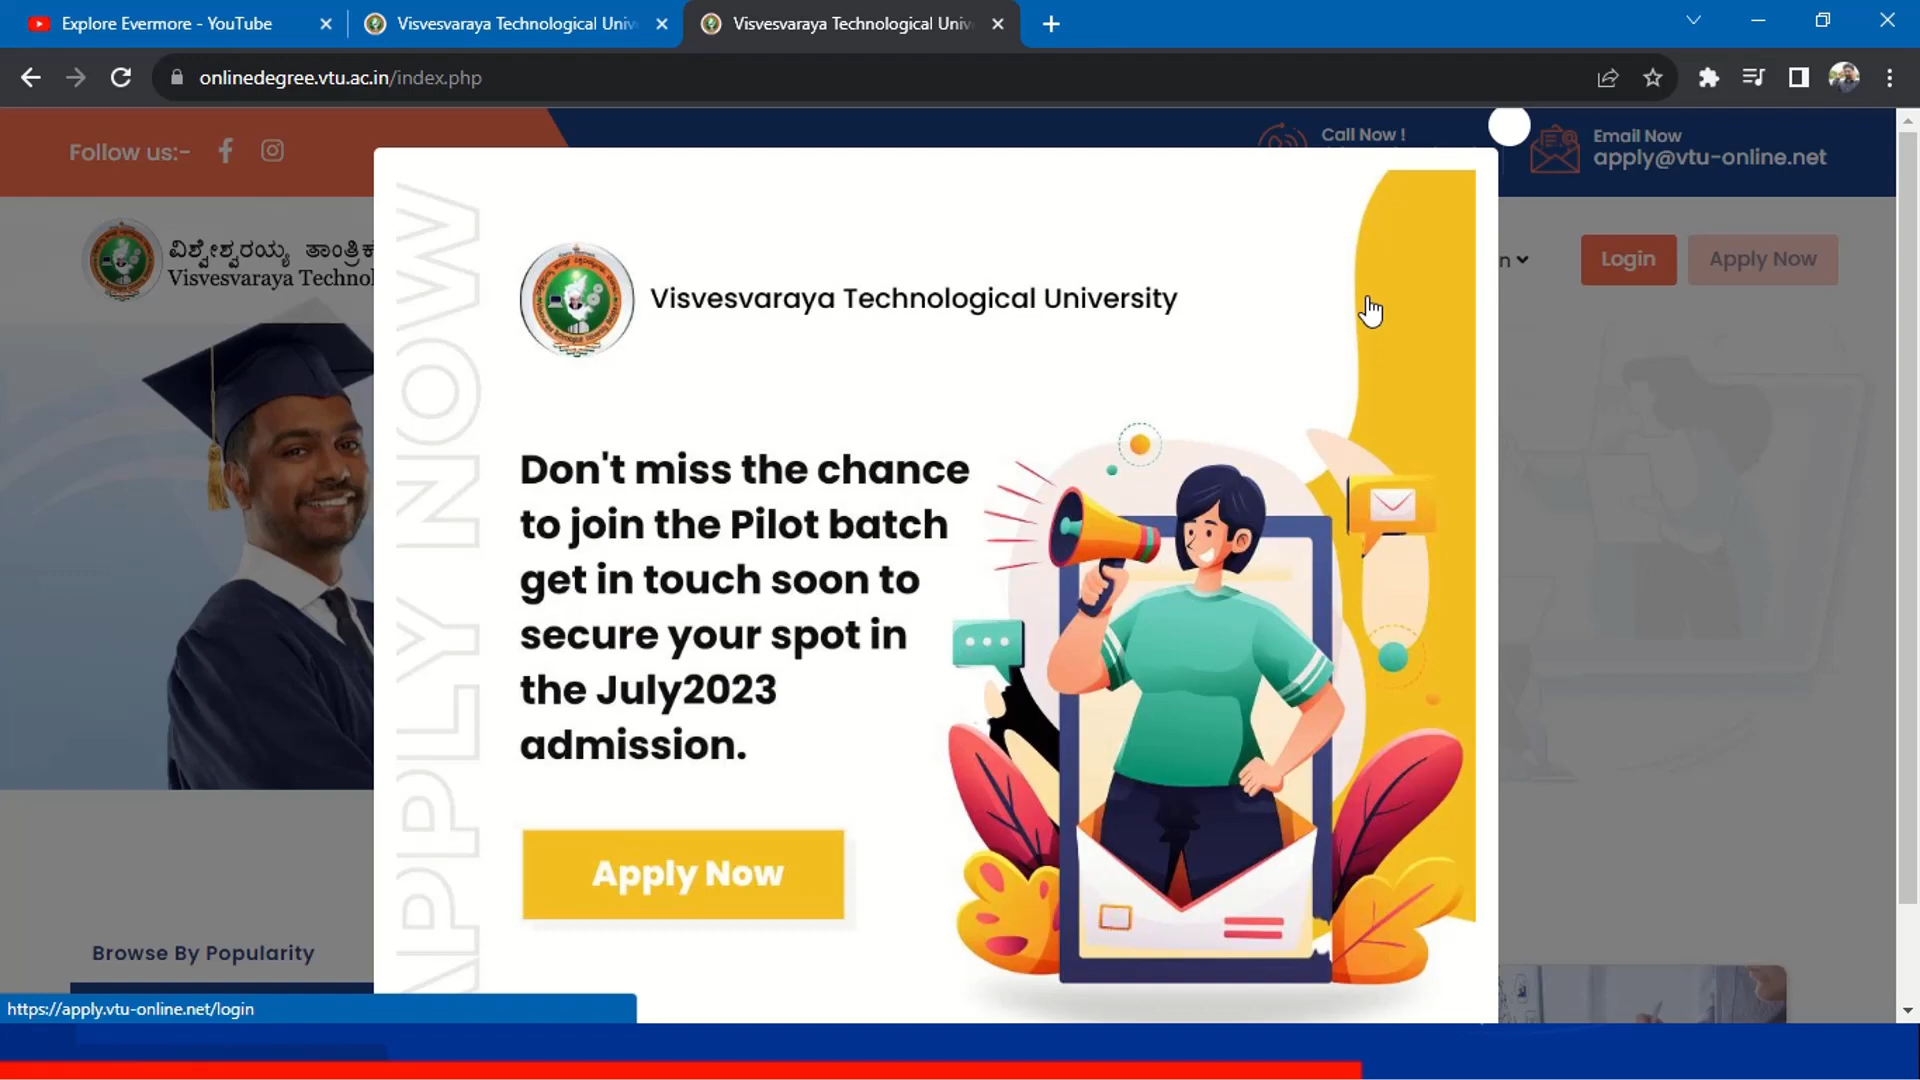 Explore Evermore - YouTube
Visvesvaraya Technological Univ
Visvesvaraya Technological Univ
onlinedegree.vtu.ac.in/index.php
Follow us:-
Call Now !
Email Now
apply@vtu-online.net
ವಿಶ್ವೇಶ್ವರಯ್ಯ ತಾಂತ್ರಿಕ
Visvesvaraya Technol
n
Login
Apply Now
APPLY NOW
Visvesvaraya Technological University
Don't miss the chance
to join the Pilot batch
get in touch soon to
secure your spot in
the July2023
admission.
Apply Now
Browse By Popularity
https://apply.vtu-online.net/login